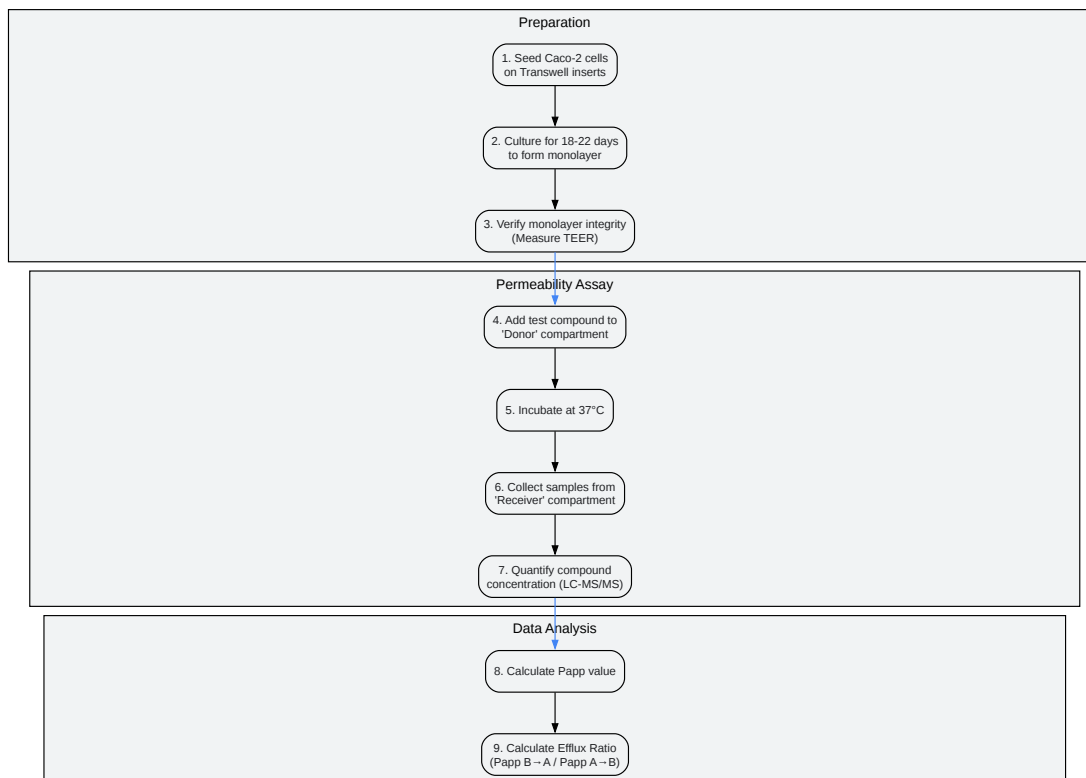 Preparation
1. Seed Caco-2 cells
on Transwell inserts
2. Culture for 18-22 days
to form monolayer
3. Verify monolayer integrity
(Measure TEER)
Permeability Assay
4. Add test compound to
'Donor' compartment
5. Incubate at 37°C
6. Collect samples from
'Receiver' compartment
7. Quantify compound
concentration (LC-MS/MS)
Data Analysis
8. Calculate Papp value
9. Calculate Efflux Ratio
(Papp B→A / Papp A→B)